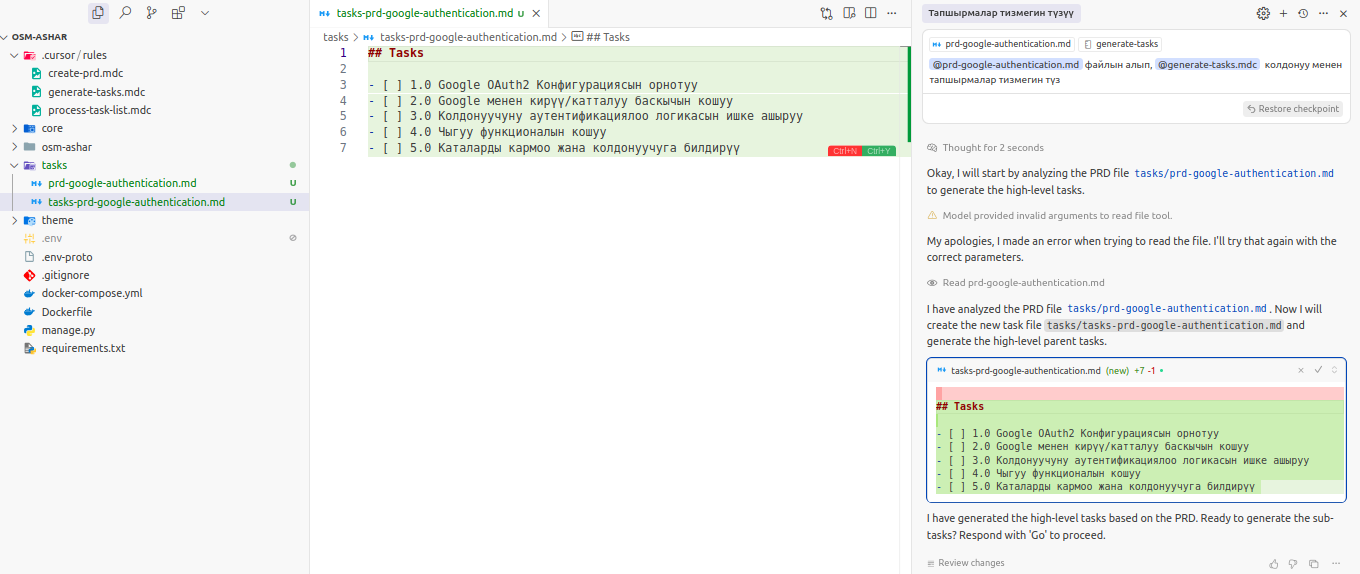 OSM-ASHAR
.cursor / rules
create-prd.mdc
generate-tasks.mdc
process-task-list.mdc
core
osm-ashar
tasks
prd-google-authentication.md U
tasks-prd-google-authentication.md U
theme
.env
.env-proto
.gitignore
docker-compose.yml
Dockerfile
manage.py
requirements.txt
tasks-prd-google-authentication.md U
tasks > tasks-prd-google-authentication.md > ## Tasks
1 ## Tasks
2
3 - [ ] 1.0 Google OAuth2 Конфигурациясын орнотуу
4 - [ ] 2.0 Google менен кирүү/катталуу баскычын кошуу
5 - [ ] 3.0 Колдонуучуну аутентификациялоо логикасын ишке ашыруу
6 - [ ] 4.0 Чыгуу функционалын кошуу
7 - [ ] 5.0 Каталарды кармоо жана колдонуучуга билдирүү
Ctrl+N Ctrl+Y
Тапшырмалар тизмегин түзүү
prd-google-authentication.md generate-tasks
@prd-google-authentication.md файлын алып, @generate-tasks.mdc колдонуу менен
тапшырмалар тизмегин түз
Restore checkpoint
Thought for 2 seconds
Okay, I will start by analyzing the PRD file tasks/prd-google-authentication.md
to generate the high-level tasks.
Model provided invalid arguments to read file tool.
My apologies, I made an error when trying to read the file. I'll try that again with the
correct parameters.
Read prd-google-authentication.md
I have analyzed the PRD file tasks/prd-google-authentication.md. Now I will
create the new task file tasks/tasks-prd-google-authentication.md and
generate the high-level parent tasks.
tasks-prd-google-authentication.md (new) +7 -1
## Tasks
- [ ] 1.0 Google OAuth2 Конфигурациясын орнотуу
- [ ] 2.0 Google менен кирүү/катталуу баскычын кошуу
- [ ] 3.0 Колдонуучуну аутентификациялоо логикасын ишке ашыруу
- [ ] 4.0 Чыгуу функционалын кошуу
- [ ] 5.0 Каталарды кармоо жана колдонуучуга билдирүү
I have generated the high-level tasks based on the PRD. Ready to generate the sub-
tasks? Respond with 'Go' to proceed.
Review changes